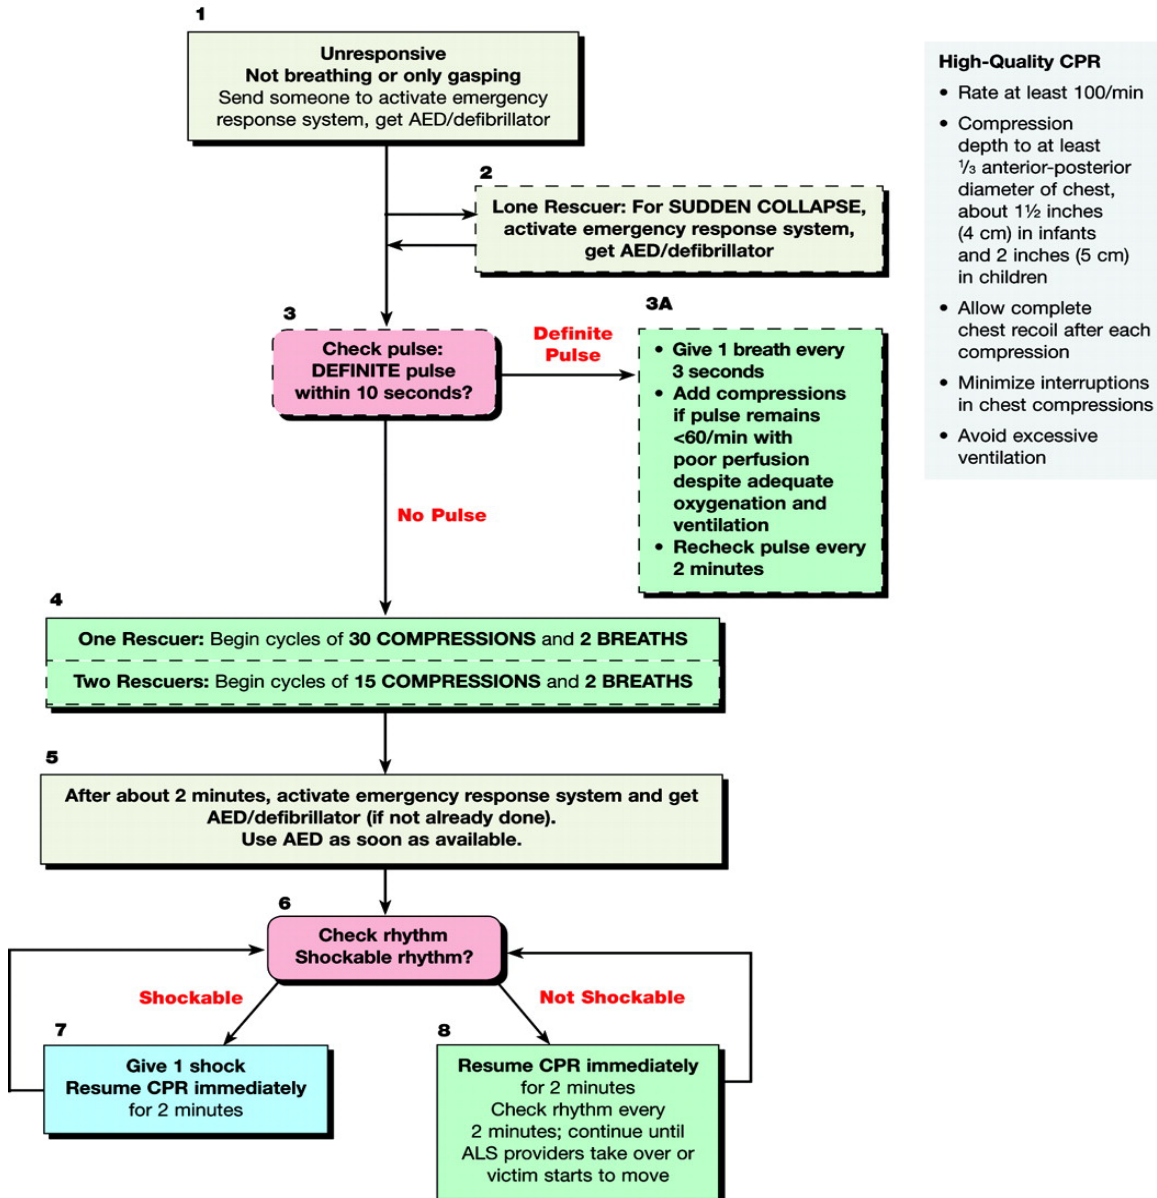 1
Unresponsive
Not breathing or only gasping
Send someone to activate emergency
response system, get AED/defibrillator
2
Lone Rescuer: For SUDDEN COLLAPSE,
activate emergency response system,
get AED/defibrillator
3
Check pulse:
DEFINITE pulse
within 10 seconds?
Definite
Pulse
3A
• Give 1 breath every
3 seconds
• Add compressions
if pulse remains
<60/min with
poor perfusion
despite adequate
oxygenation and
ventilation
• Recheck pulse every
2 minutes
No Pulse
4
One Rescuer: Begin cycles of 30 COMPRESSIONS and 2 BREATHS
Two Rescuers: Begin cycles of 15 COMPRESSIONS and 2 BREATHS
5
After about 2 minutes, activate emergency response system and get
AED/defibrillator (if not already done).
Use AED as soon as available.
6
Check rhythm
Shockable rhythm?
Shockable
Not Shockable
7
Give 1 shock
Resume CPR immediately
for 2 minutes
8
Resume CPR immediately
for 2 minutes
Check rhythm every
2 minutes; continue until
ALS providers take over or
victim starts to move
High-Quality CPR
• Rate at least 100/min
• Compression
depth to at least
⅓ anterior-posterior
diameter of chest,
about 1½ inches
(4 cm) in infants
and 2 inches (5 cm)
in children
• Allow complete
chest recoil after each
compression
• Minimize interruptions
in chest compressions
• Avoid excessive
ventilation